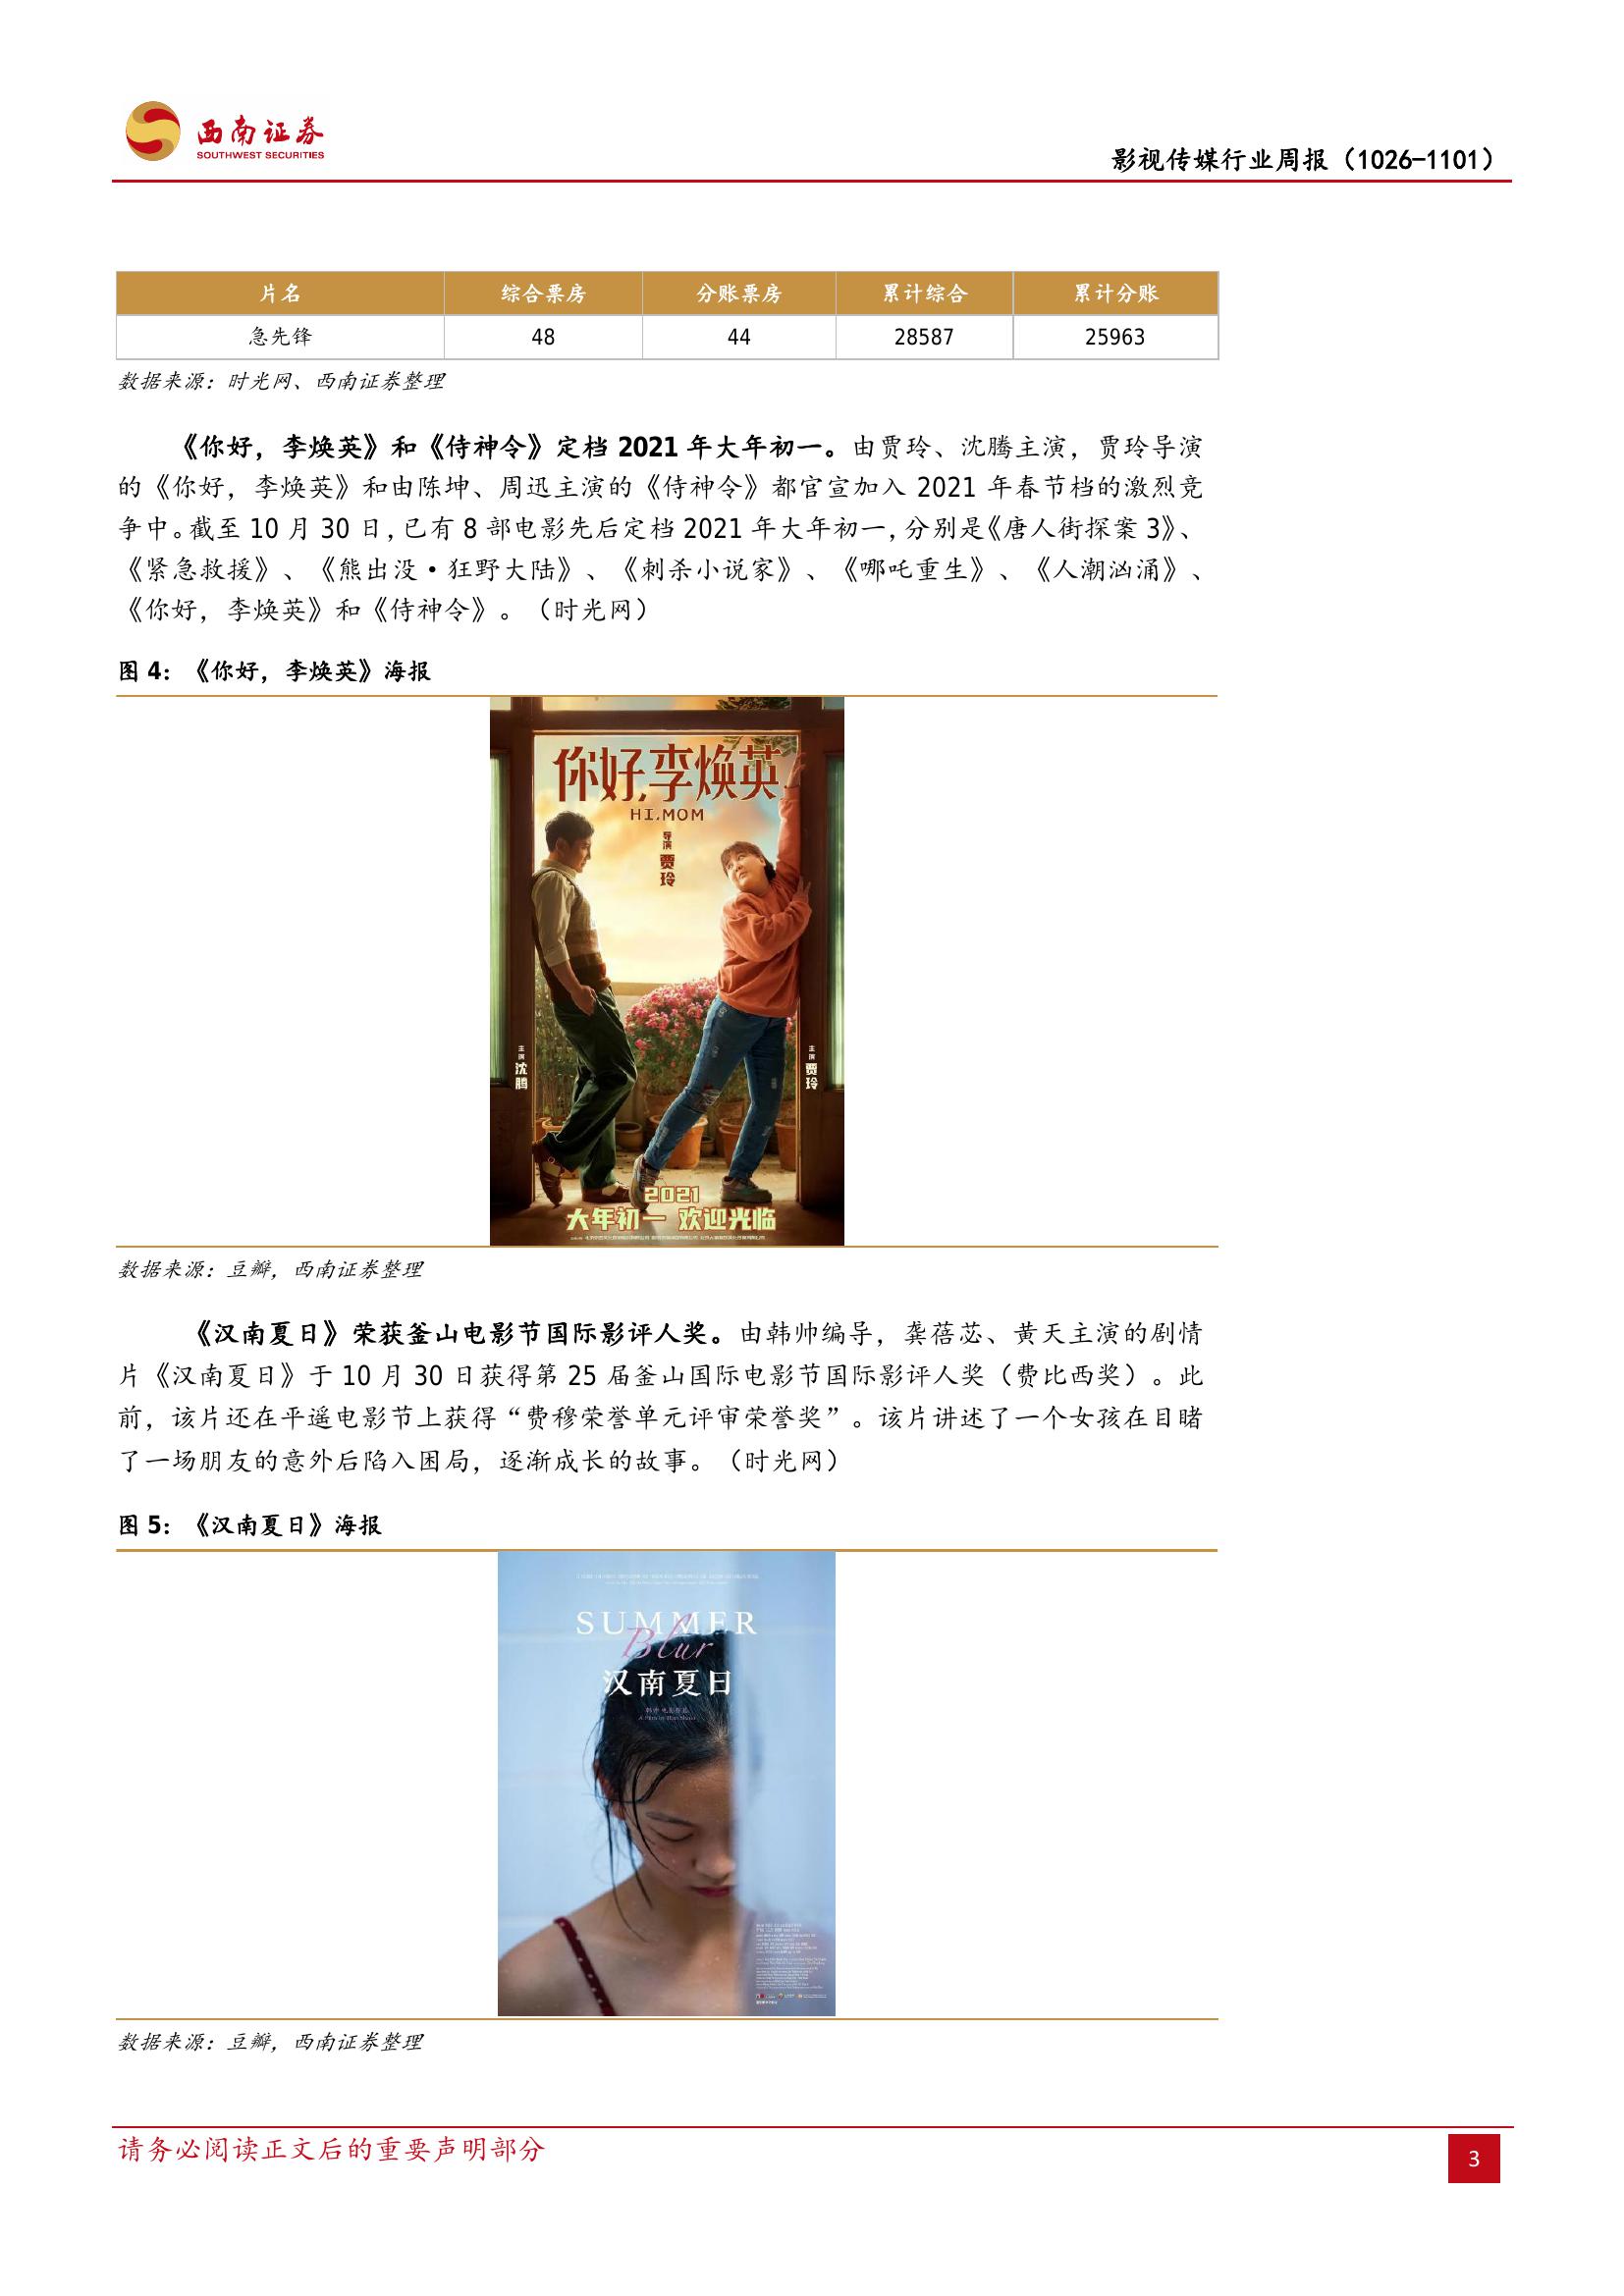 西南证券
SOUTHWEST SECURITIES
影视传媒行业周报（1026-1101）
片名 综合票房 分账票房 累计综合 累计分账
急先锋 48 44 28587 25963
数据来源：时光网、西南证券整理
《你好，李焕英》和《侍神令》定档 2021 年大年初一。由贾玲、沈腾主演，贾玲导演
的《你好，李焕英》和由陈坤、周迅主演的《侍神令》都官宣加入 2021 年春节档的激烈竞
争中。截至 10 月 30 日，已有 8 部电影先后定档 2021 年大年初一，分别是《唐人街探案 3》、
《紧急救援》、《熊出没·狂野大陆》、《刺杀小说家》、《哪吒重生》、《人潮汹涌》、
《你好，李焕英》和《侍神令》。（时光网）
图 4：《你好，李焕英》海报
你好，李焕英
HI,MOM
导演
贾玲
主演
沈腾
主演
贾玲
2021
大年初一 欢迎光临
数据来源：豆瓣，西南证券整理
《汉南夏日》荣获釜山电影节国际影评人奖。由韩帅编导，龚蓓苾、黄天主演的剧情
片《汉南夏日》于 10 月 30 日获得第 25 届釜山国际电影节国际影评人奖（费比西奖）。此
前，该片还在平遥电影节上获得“费穆荣誉单元评审荣誉奖”。该片讲述了一个女孩在目睹
了一场朋友的意外后陷入困局，逐渐成长的故事。（时光网）
图 5：《汉南夏日》海报
SUMMER
Blur
汉南夏日
数据来源：豆瓣，西南证券整理
请务必阅读正文后的重要声明部分
3